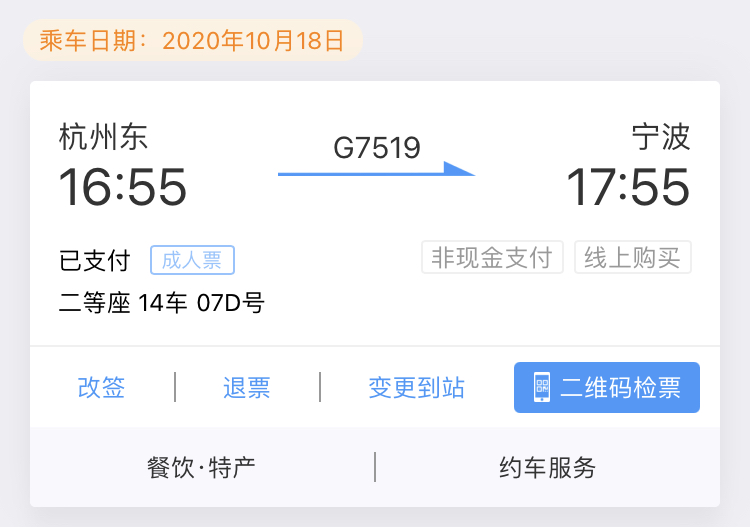 乘车日期：2020年10月18日
杭州东 G7519 宁波
16:55 17:55
已支付 成人票 非现金支付 线上购买
二等座 14车 07D号
改签 退票 变更到站 二维码检票
餐饮·特产 约车服务